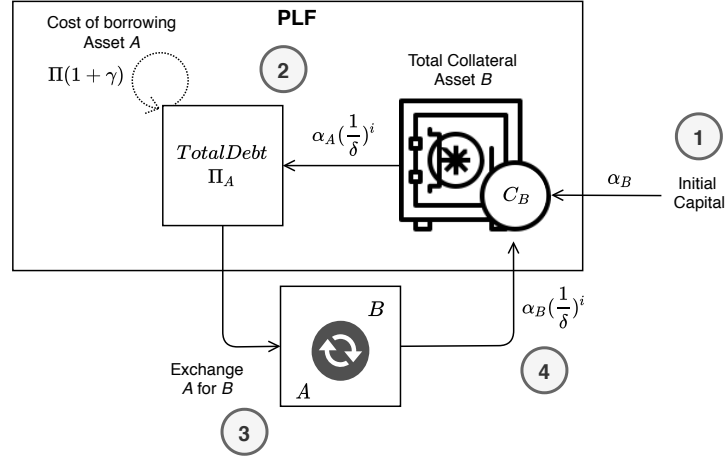 PLF
Cost of borrowing
Asset A
Π(1 + γ)
2
Total Collateral
Asset B
1
TotalDebt
Π_A
α_A(1/δ)^i
C_B
α_B
Initial
Capital
B
A
α_B(1/δ)^i
Exchange
A for B
3
4